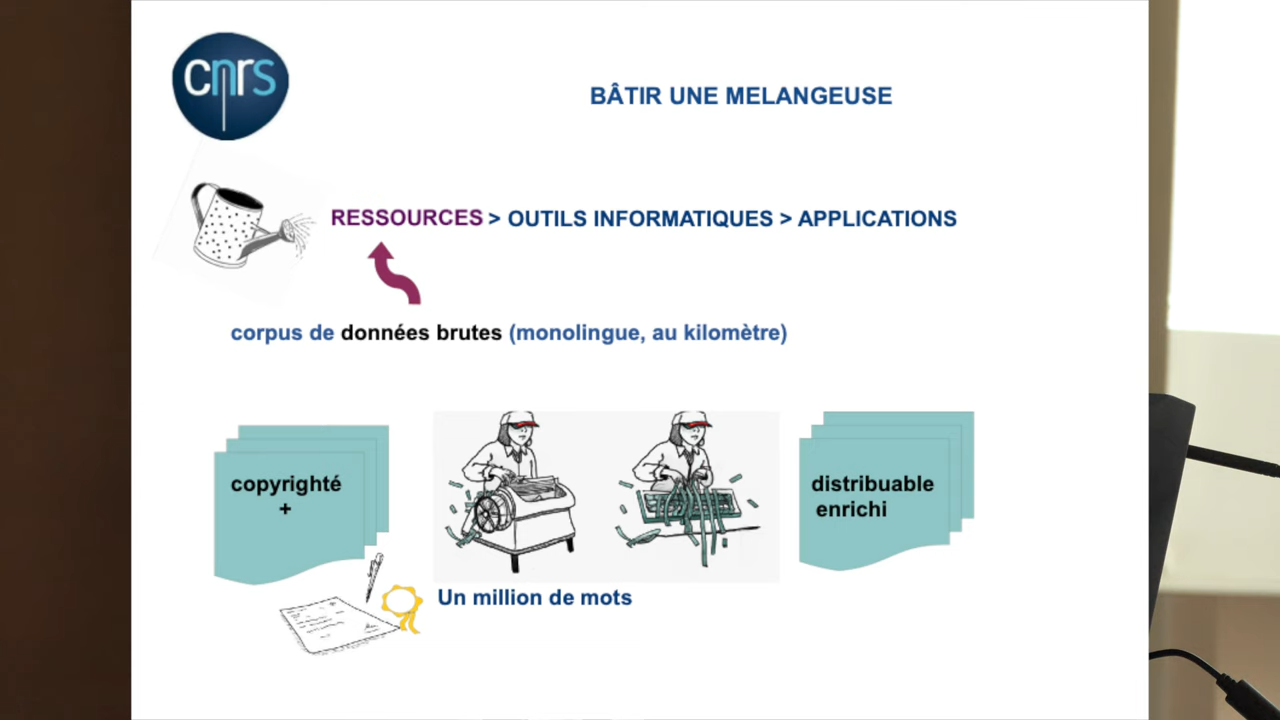 cnrs
BÂTIR UNE MELANGEUSE
RESSOURCES > OUTILS INFORMATIQUES > APPLICATIONS
corpus de données brutes (monolingue, au kilomètre)
copyrighté
+
distribuable
enrichi
Un million de mots